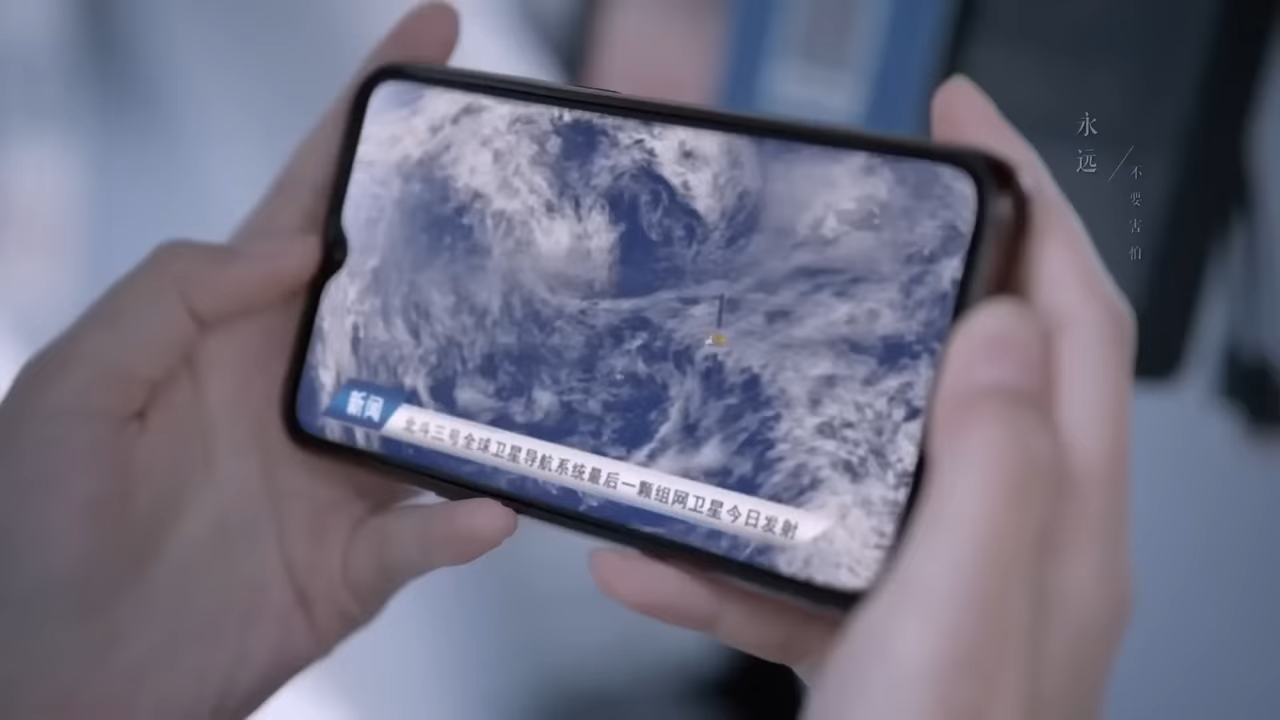 永远
不要害怕
新闻
北斗三号全球卫星导航系统最后一颗组网卫星今日发射